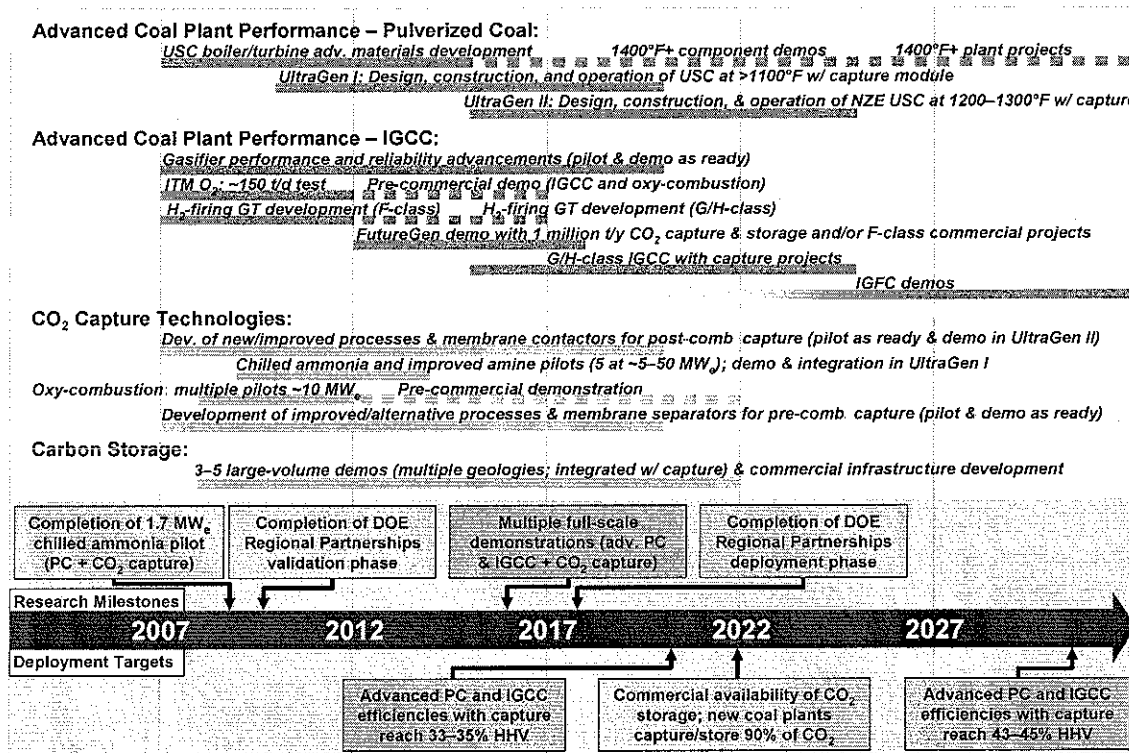 Advanced Coal Plant Performance – Pulverized Coal:
USC boiler/turbine adv. materials development 1400°F+ component demos 1400°F+ plant projects
UltraGen I: Design, construction, and operation of USC at >1100°F w/ capture module
UltraGen II: Design, construction, & operation of NZE USC at 1200–1300°F w/ capture
Advanced Coal Plant Performance – IGCC:
Gasifier performance and reliability advancements (pilot & demo as ready)
ITM O₂: ~150 t/d test Pre-commercial demo (IGCC and oxy-combustion)
H₂-firing GT development (F-class) H₂-firing GT development (G/H-class)
FutureGen demo with 1 million t/y CO₂ capture & storage and/or F-class commercial projects
G/H-class IGCC with capture projects
IGFC demos
CO₂ Capture Technologies:
Dev. of new/improved processes & membrane contactors for post-comb capture (pilot as ready & demo in UltraGen II)
Chilled ammonia and improved amine pilots (5 at ~5–50 MWₑ); demo & integration in UltraGen I
Oxy-combustion: multiple pilots ~10 MWₑ Pre-commercial demonstration
Development of improved/alternative processes & membrane separators for pre-comb. capture (pilot & demo as ready)
Carbon Storage:
3–5 large-volume demos (multiple geologies; integrated w/ capture) & commercial infrastructure development
Completion of 1.7 MWₑ
chilled ammonia pilot
(PC + CO₂ capture)
Completion of DOE
Regional Partnerships
validation phase
Multiple full-scale
demonstrations (adv. PC
& IGCC + CO₂ capture)
Completion of DOE
Regional Partnerships
deployment phase
Research Milestones
2007 2012 2017 2022 2027
Deployment Targets
Advanced PC and IGCC
efficiencies with capture
reach 33–35% HHV
Commercial availability of CO₂
storage; new coal plants
capture/store 90% of CO₂
Advanced PC and IGCC
efficiencies with capture
reach 43–45% HHV